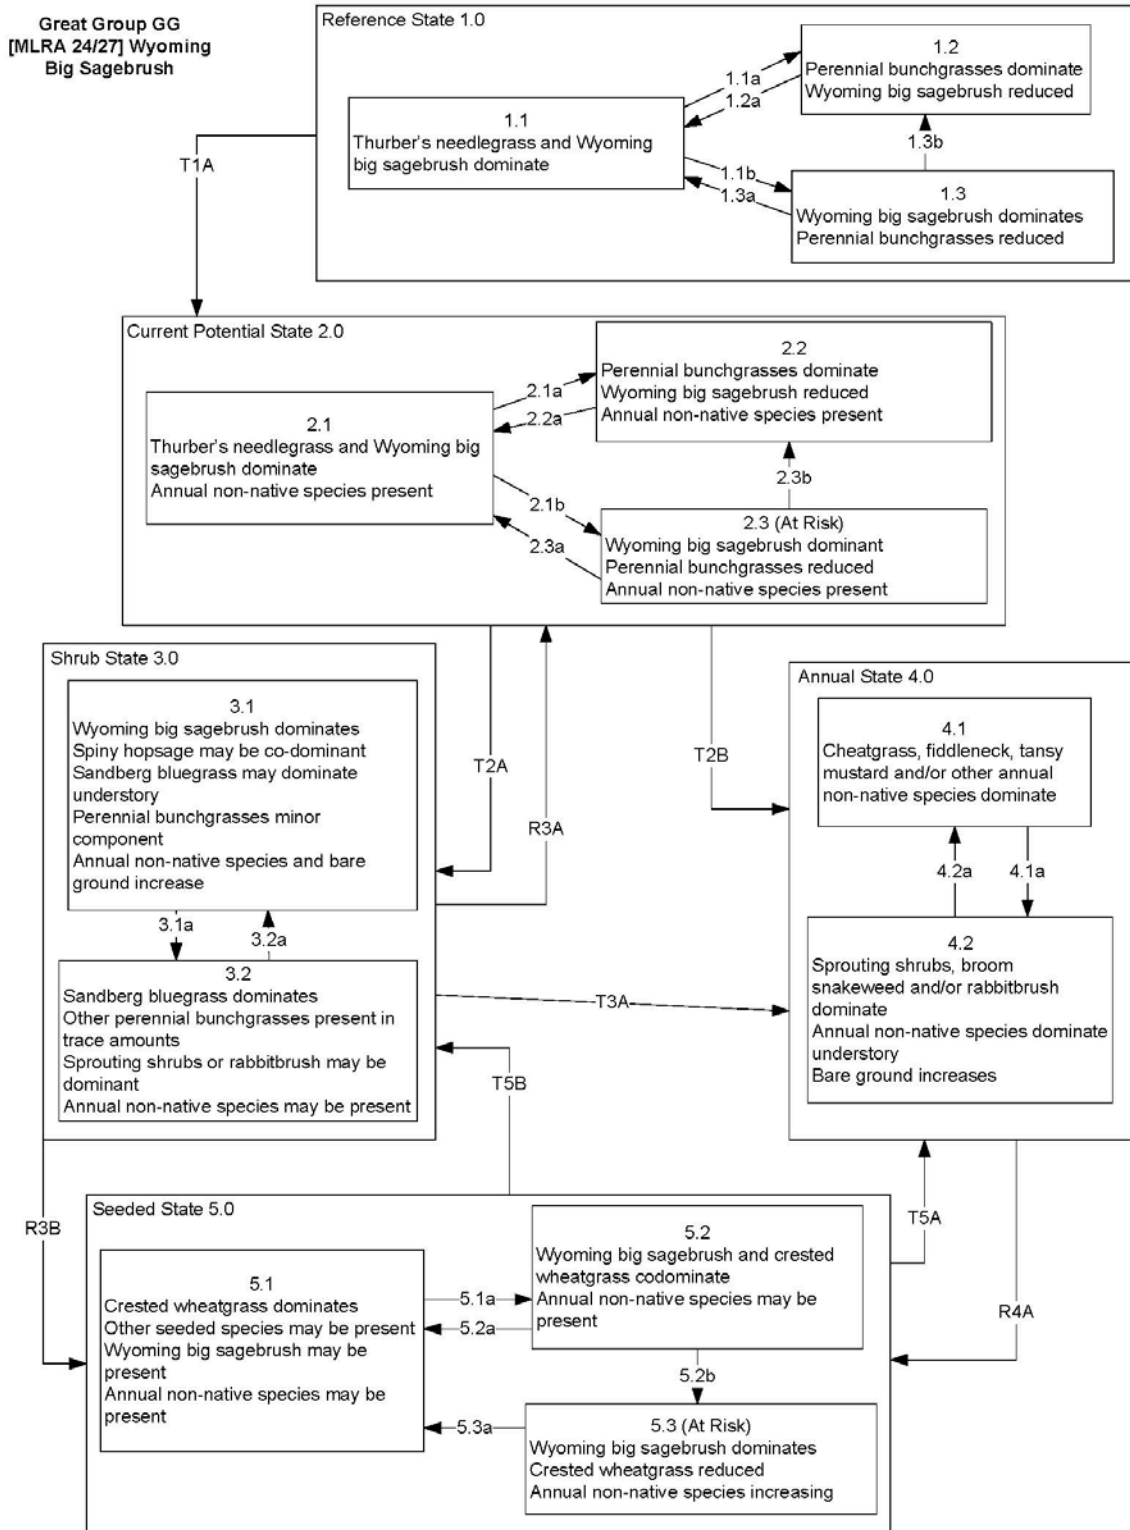 Great Group GG
[MLRA 24/27] Wyoming
Big Sagebrush
Reference State 1.0
1.1
Thurber's needlegrass and Wyoming
big sagebrush dominate
1.1a
1.2a
1.2
Perennial bunchgrasses dominate
Wyoming big sagebrush reduced
1.3b
1.1b
1.3a
1.3
Wyoming big sagebrush dominates
Perennial bunchgrasses reduced
T1A
Current Potential State 2.0
2.1
Thurber's needlegrass and Wyoming big
sagebrush dominate
Annual non-native species present
2.1a
2.2a
2.2
Perennial bunchgrasses dominate
Wyoming big sagebrush reduced
Annual non-native species present
2.3b
2.1b
2.3a
2.3 (At Risk)
Wyoming big sagebrush dominant
Perennial bunchgrasses reduced
Annual non-native species present
T2A
R3A
T2B
Shrub State 3.0
3.1
Wyoming big sagebrush dominates
Spiny hopsage may be co-dominant
Sandberg bluegrass may dominate
understory
Perennial bunchgrasses minor
component
Annual non-native species and bare
ground increase
3.1a
3.2a
3.2
Sandberg bluegrass dominates
Other perennial bunchgrasses present in
trace amounts
Sprouting shrubs or rabbitbrush may be
dominant
Annual non-native species may be present
T3A
Annual State 4.0
4.1
Cheatgrass, fiddleneck, tansy
mustard and/or other annual
non-native species dominate
4.2a
4.1a
4.2
Sprouting shrubs, broom
snakeweed and/or rabbitbrush
dominate
Annual non-native species dominate
understory
Bare ground increases
T5B
R3B
T5A
R4A
Seeded State 5.0
5.1
Crested wheatgrass dominates
Other seeded species may be present
Wyoming big sagebrush may be
present
Annual non-native species may be
present
5.1a
5.2a
5.2
Wyoming big sagebrush and crested
wheatgrass codominate
Annual non-native species may be
present
5.2b
5.3a
5.3 (At Risk)
Wyoming big sagebrush dominates
Crested wheatgrass reduced
Annual non-native species increasing